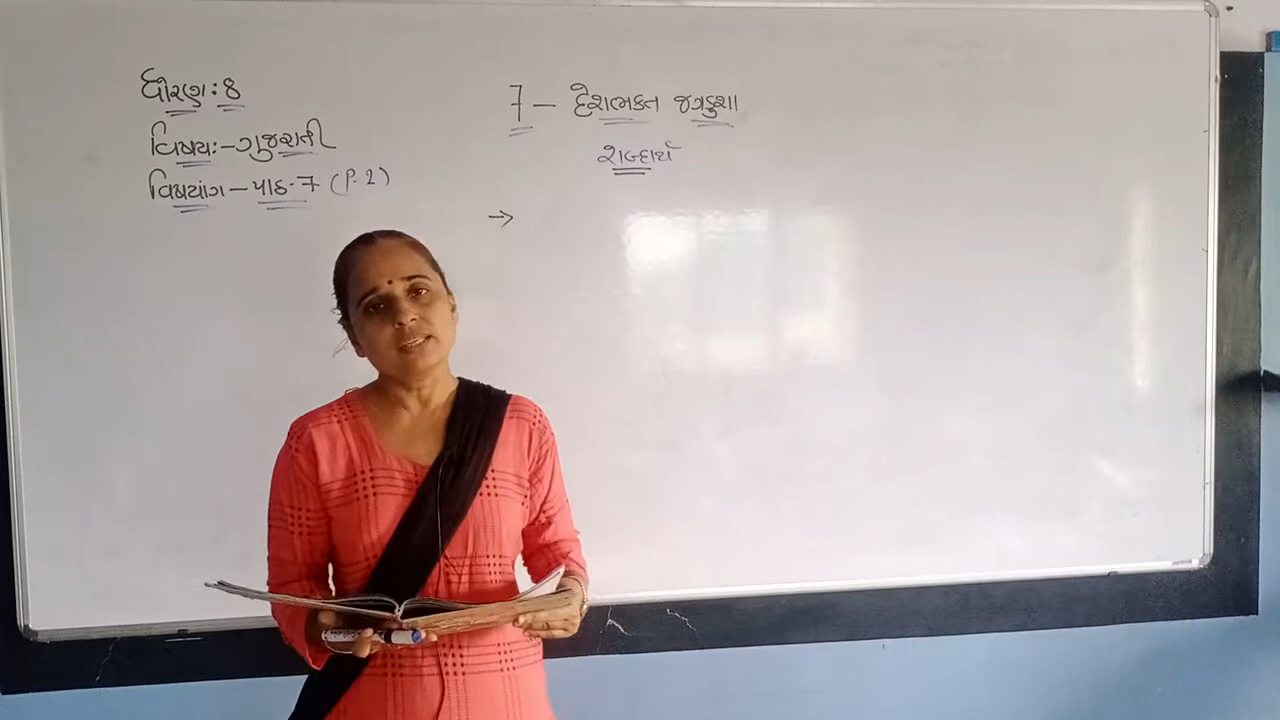 ધોરણ : 8
વિષય :- ગુજરાતી
વિષયાંગ – પાઠ-7 (P-2)
7 – દેશભક્ત જગડુશા
શબ્દાર્થ
→